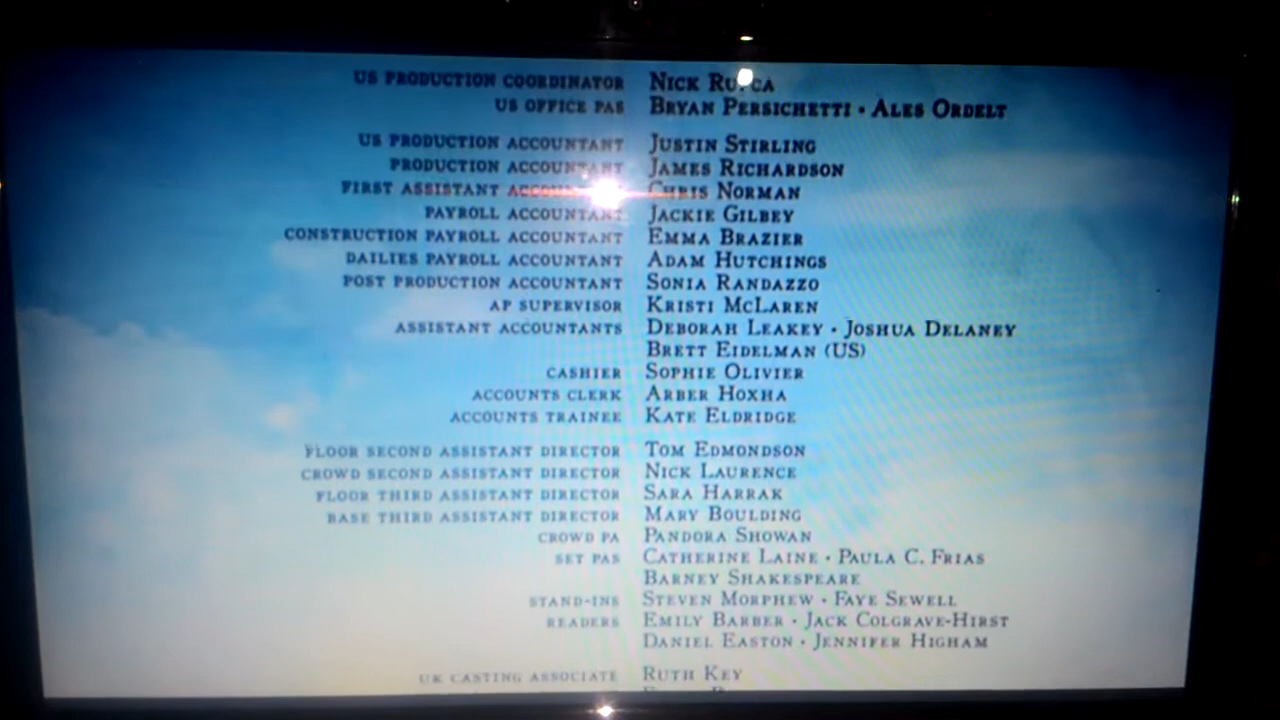 US PRODUCTION COORDINATOR NICK
US OFFICE PAS BRYAN PERSICHETTI • ALES ORDELT
US PRODUCTION ACCOUNTANT JUSTIN STIRLING
PRODUCTION ACCOUNTANT JAMES RICHARDSON
FIRST ASSISTANT ACCOUNTANT CHRIS NORMAN
PAYROLL ACCOUNTANT JACKIE GILBEY
CONSTRUCTION PAYROLL ACCOUNTANT EMMA BRAZIER
DAILIES PAYROLL ACCOUNTANT ADAM HUTCHINGS
POST PRODUCTION ACCOUNTANT SONIA RANDAZZO
AP SUPERVISOR KRISTI MCLAREN
ASSISTANT ACCOUNTANTS DEBORAH LEAKEY • JOSHUA DELANEY
BRETT EIDELMAN (US)
CASHIER SOPHIE OLIVIER
ACCOUNTS CLERK ARBER HOXHA
ACCOUNTS TRAINEE KATE ELDRIDGE
FLOOR SECOND ASSISTANT DIRECTOR TOM EDMONDSON
CROWD SECOND ASSISTANT DIRECTOR NICK LAURENCE
FLOOR THIRD ASSISTANT DIRECTOR SARA HARRAK
BASE THIRD ASSISTANT DIRECTOR MARY BOULDING
CROWD PA PANDORA SHOWAN
SET PAS CATHERINE LAINE • PAULA C. FRIAS
BARNEY SHAKESPEARE
STAND-INS STEVEN MORPHEW • FAYE SEWELL
READERS EMILY BARBER • JACK COLGRAVE-HIRST
DANIEL EASTON • JENNIFER HIGHAM
UK CASTING ASSOCIATE RUTH KEY